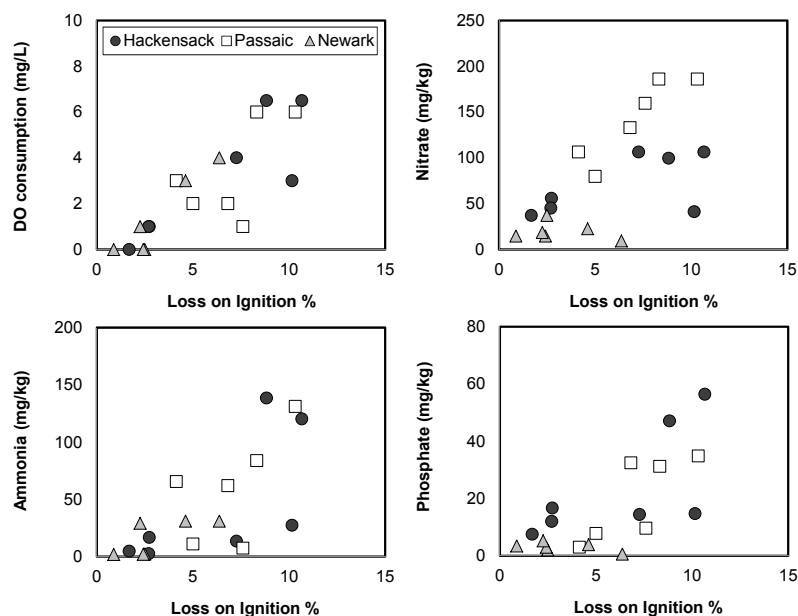 DO consumption (mg/L)
10
8
6
4
2
0
Hackensack Passaic Newark
0 5 10 15
Loss on Ignition %
Nitrate (mg/kg)
250
200
150
100
50
0
0 5 10 15
Loss on Ignition %
Ammonia (mg/kg)
200
150
100
50
0
0 5 10 15
Loss on Ignition %
Phosphate (mg/kg)
80
60
40
20
0
0 5 10 15
Loss on Ignition %